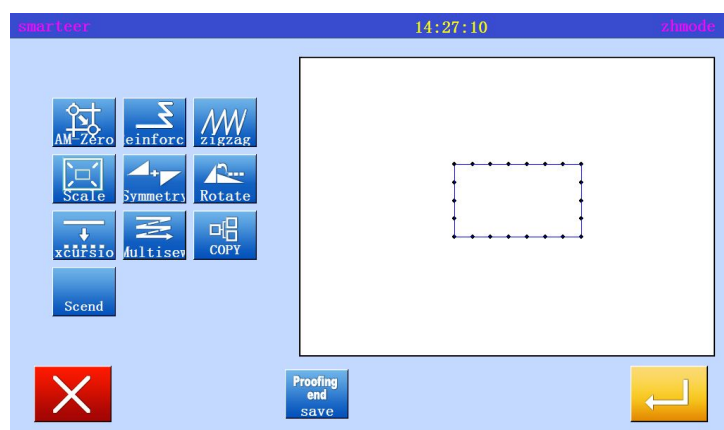 smarteer 14:27:10 zhmode
AM-Zero einforc zigzag
Scale Symmetry Rotate
xcursio Multisew COPY
Scend
Proofing
end
save